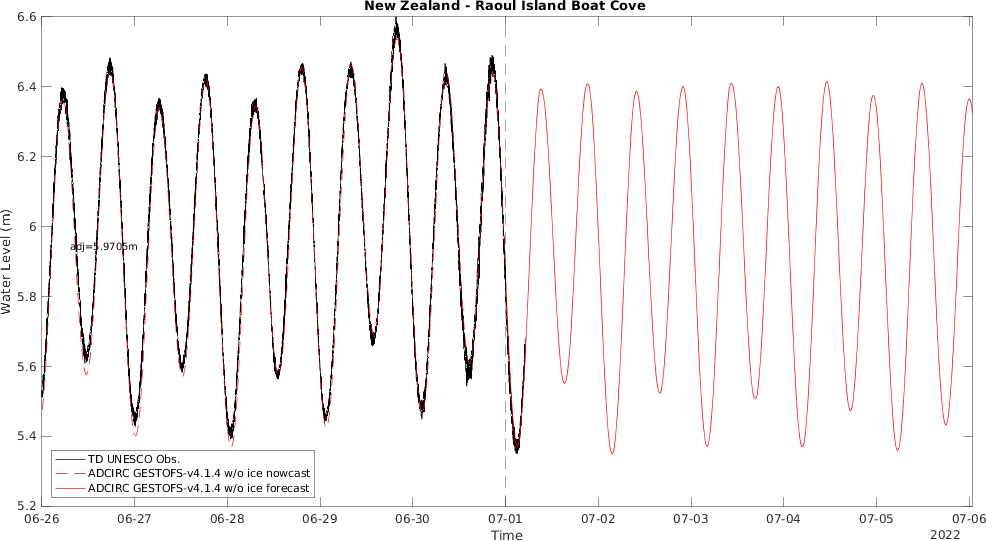 New Zealand - Raoul Island Boat Cove
6.6
6.4
6.2
6
5.8
5.6
5.4
5.2
Water Level (m)
adj=5.9705m
TD UNESCO Obs.
ADCIRC GESTOFS-v4.1.4 w/o ice nowcast
ADCIRC GESTOFS-v4.1.4 w/o ice forecast
06-26 06-27 06-28 06-29 06-30 07-01 07-02 07-03 07-04 07-05 07-06
Time
2022